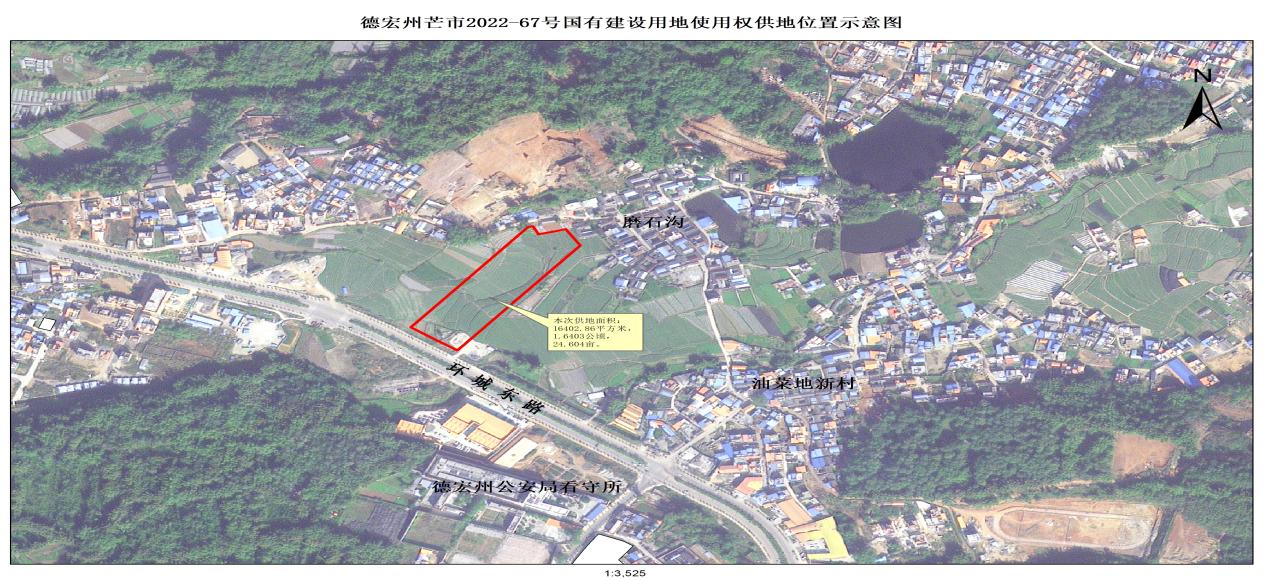 德宏州芒市2022-67号国有建设用地使用权供地位置示意图
N
磨石沟
本次供地面积：
16402.86平方米，
1.6403公顷，
24.604亩。
环城东路
油菜地新村
德宏州公安局看守所
1:3,525